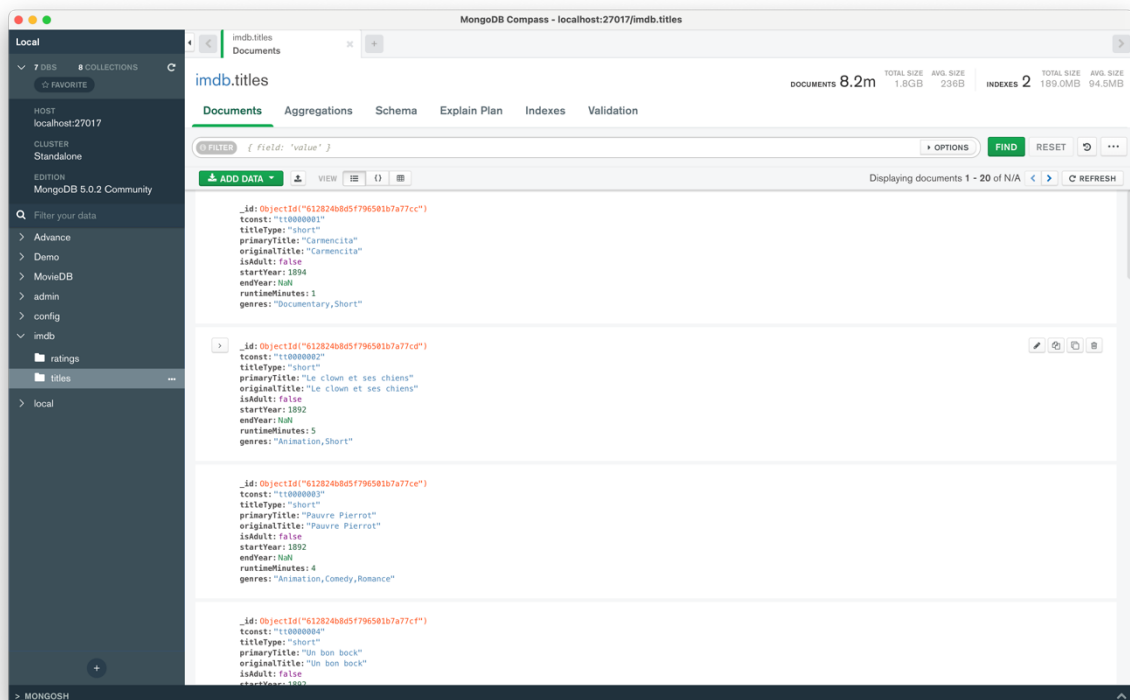 MongoDB Compass - localhost:27017/imdb.titles
Local
7 DBS 8 COLLECTIONS
☆ FAVORITE
HOST
localhost:27017
CLUSTER
Standalone
EDITION
MongoDB 5.0.2 Community
Filter your data
Advance
Demo
MovieDB
admin
config
imdb
ratings
titles
local
imdb.titles
Documents
imdb.titles
DOCUMENTS 8.2m TOTAL SIZE 1.8GB AVG. SIZE 236B INDEXES 2 TOTAL SIZE 189.0MB AVG. SIZE 94.5MB
Documents Aggregations Schema Explain Plan Indexes Validation
FILTER { field: 'value' } OPTIONS FIND RESET
ADD DATA VIEW Displaying documents 1 - 20 of N/A REFRESH
_id: ObjectId("612824b8d5f796501b7a77cc")
tconst: "tt0000001"
titleType: "short"
primaryTitle: "Carmencita"
originalTitle: "Carmencita"
isAdult: false
startYear: 1894
endYear: NaN
runtimeMinutes: 1
genres: "Documentary,Short"
_id: ObjectId("612824b8d5f796501b7a77cd")
tconst: "tt0000002"
titleType: "short"
primaryTitle: "Le clown et ses chiens"
originalTitle: "Le clown et ses chiens"
isAdult: false
startYear: 1892
endYear: NaN
runtimeMinutes: 5
genres: "Animation,Short"
_id: ObjectId("612824b8d5f796501b7a77ce")
tconst: "tt0000003"
titleType: "short"
primaryTitle: "Pauvre Pierrot"
originalTitle: "Pauvre Pierrot"
isAdult: false
startYear: 1892
endYear: NaN
runtimeMinutes: 4
genres: "Animation,Comedy,Romance"
_id: ObjectId("612824b8d5f796501b7a77cf")
tconst: "tt0000004"
titleType: "short"
primaryTitle: "Un bon bock"
originalTitle: "Un bon bock"
isAdult: false
startYear: 1892
> MONGOSH